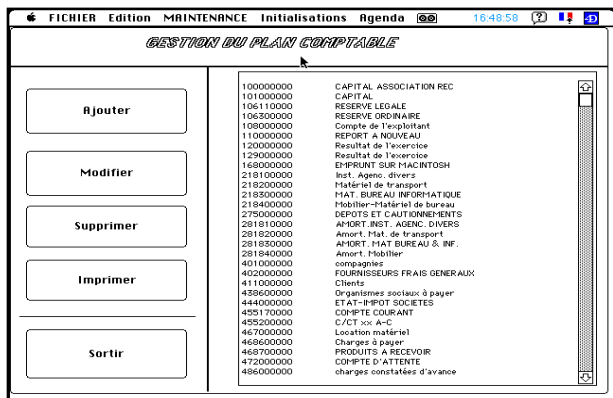 FICHIER Edition MAINTENANCE Initialisations Agenda 16:48:58 ? 4D
GESTION DU PLAN COMPTABLE
Ajouter
Modifier
Supprimer
Imprimer
Sortir
100000000 CAPITAL ASSOCIATION REC
101000000 CAPITAL
106110000 RESERVE LEGALE
106300000 RESERVE ORDINAIRE
108000000 Compte de l'exploitant
110000000 REPORT A NOUVEAU
120000000 Resultat de l'exercice
129000000 Resultat de l'exercice
168000000 EMPRUNT SUR MACINTOSH
218100000 Inst. Agenc. divers
218200000 Matériel de transport
218300000 MAT. BUREAU INFORMATIQUE
218400000 Mobilier-Matériel de bureau
275000000 DEPOTS ET CAUTIONNEMENTS
281810000 AMORT.INST. AGENC. DIVERS
281820000 Amort. Mat. de transport
281830000 AMORT. MAT BUREAU & INF.
281840000 Amort. Mobilier
401000000 compagnies
402000000 FOURNISSEURS FRAIS GENERAUX
411000000 Clients
438600000 Organismes sociaux à payer
444000000 ETAT-IMPOT SOCIETES
455170000 COMPTE COURANT
455200000 C/CT xx A-C
467000000 Location matériel
468600000 Charges à payer
468700000 PRODUITS A RECEVOIR
472000000 COMPTE D'ATTENTE
486000000 charges constatées d'avance